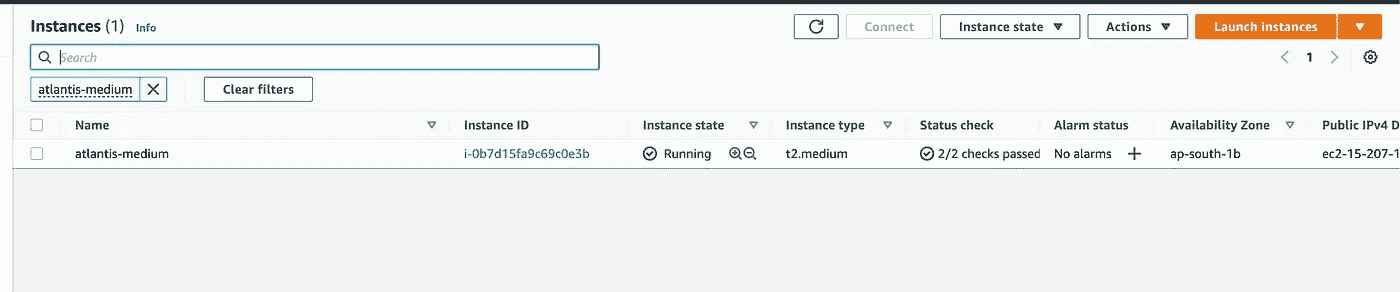 Instances (1) Info Connect Instance state Actions Launch instances
Search 1
atlantis-medium Clear filters
Name Instance ID Instance state Instance type Status check Alarm status Availability Zone Public IPv4 D
atlantis-medium i-0b7d15fa9c69c0e3b Running t2.medium 2/2 checks passed No alarms ap-south-1b ec2-15-207-1